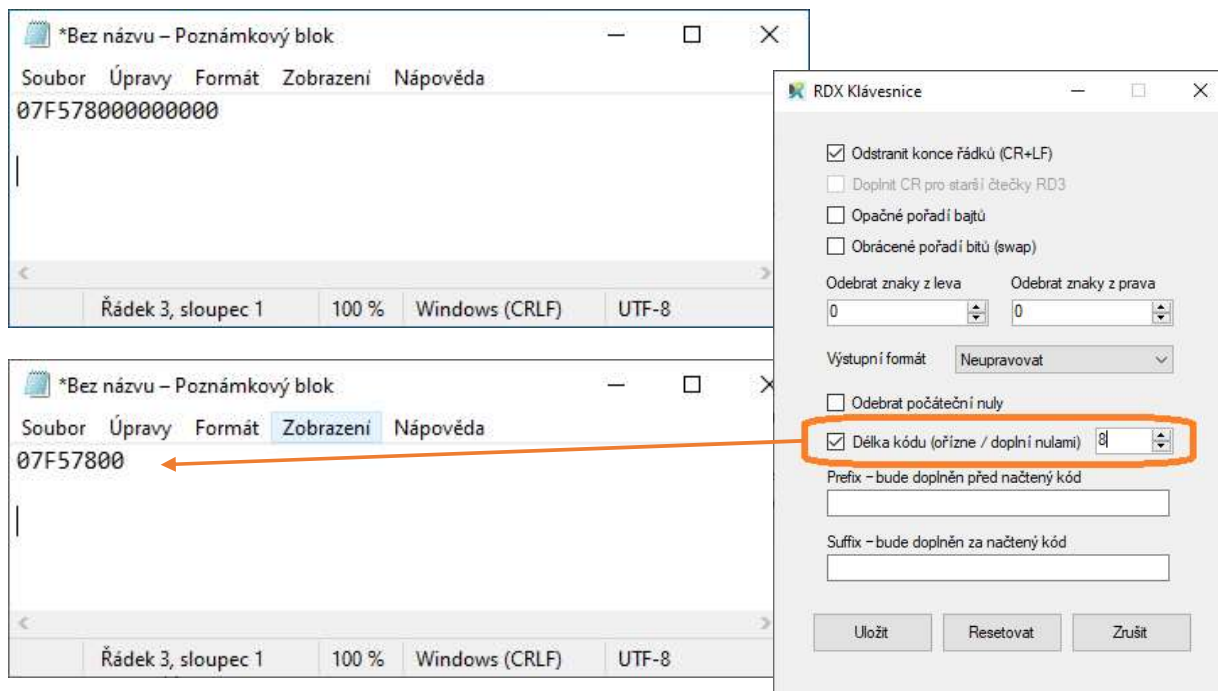 *Bez názvu – Poznámkový blok
Soubor Úpravy Formát Zobrazení Nápověda
07F578000000000
Řádek 3, sloupec 1 100 % Windows (CRLF) UTF-8
*Bez názvu – Poznámkový blok
Soubor Úpravy Formát Zobrazení Nápověda
07F57800
Řádek 3, sloupec 1 100 % Windows (CRLF) UTF-8
RDX Klávesnice
Odstranit konce řádků (CR+LF)
Doplnit CR pro starší čtečky RD3
Opačné pořadí bajtů
Obrácené pořadí bitů (swap)
Odebrat znaky z leva Odebrat znaky z prava
0 0
Výstupní formát Neupravovat
Odebrat počáteční nuly
Délka kódu (ořízne / doplní nulami) 8
Prefix – bude doplněn před načtený kód
Suffix – bude doplněn za načtený kód
Uložit Resetovat Zrušit